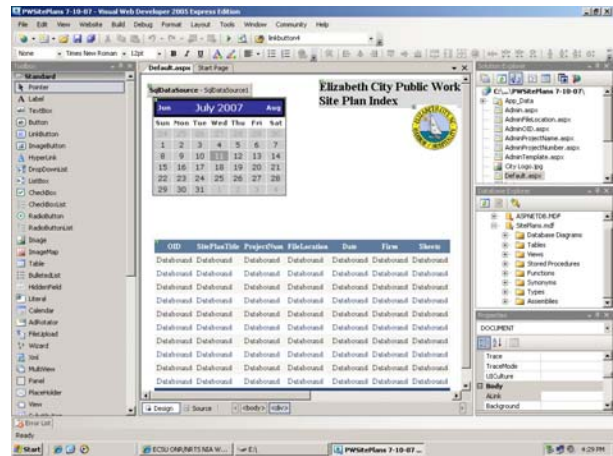 PWSitePlans 7-10-07 - Visual Web Developer 2005 Express Edition
File Edit View Website Build Debug Format Layout Tools Window Community Help
linkbutton4
None Times New Roman 12pt B I U A
Toolbox
Standard
Pointer
Label
TextBox
Button
LinkButton
ImageButton
HyperLink
DropDownList
ListBox
CheckBox
CheckBoxList
RadioButton
RadioButtonList
Image
ImageMap
Table
BulletedList
HiddenField
Literal
Calendar
AdRotator
FileUpload
Wizard
Xml
MultiView
Panel
PlaceHolder
View
Default.aspx Start Page
SqlDataSource - SqlDataSource1
Elizabeth City Public Work
Site Plan Index
Jun July 2007 Aug
Sun Mon Tue Wed Thu Fri Sat
1 2 3 4 5 6 7
8 9 10 11 12 13 14
15 16 17 18 19 20 21
22 23 24 25 26 27 28
29 30 31 1 2 3 4
OID SitePlanTitle ProjectNum FileLocation Date Firm Sheets
Databound Databound Databound Databound Databound Databound Databound
Databound Databound Databound Databound Databound Databound Databound
Databound Databound Databound Databound Databound Databound Databound
Databound Databound Databound Databound Databound Databound Databound
Databound Databound Databound Databound Databound Databound Databound
Databound Databound Databound Databound Databound Databound Databound
Databound Databound Databound Databound Databound Databound Databound
Databound Databound Databound Databound Databound Databound Databound
Databound Databound Databound Databound Databound Databound Databound
Databound Databound Databound Databound Databound Databound Databound
Design Source <body> <div>
Solution Explorer
C:\...\PWSitePlans 7-10-07\
App_Data
Admin.aspx
AdminFileLocation.aspx
AdminOID.aspx
AdminProjectName.aspx
AdminProjectNumber.aspx
AdminTemplate.aspx
City Logo.jpg
Default.aspx
Database Explorer
ASPNETDB.MDF
SitePlans.mdf
Database Diagrams
Tables
Views
Stored Procedures
Functions
Synonyms
Types
Assemblies
Properties
DOCUMENT
Trace
TraceMode
UICulture
Body
ALink
Background
Error List
Ready
Start
PWSitePlans 7-10-07 ...
4:29 PM